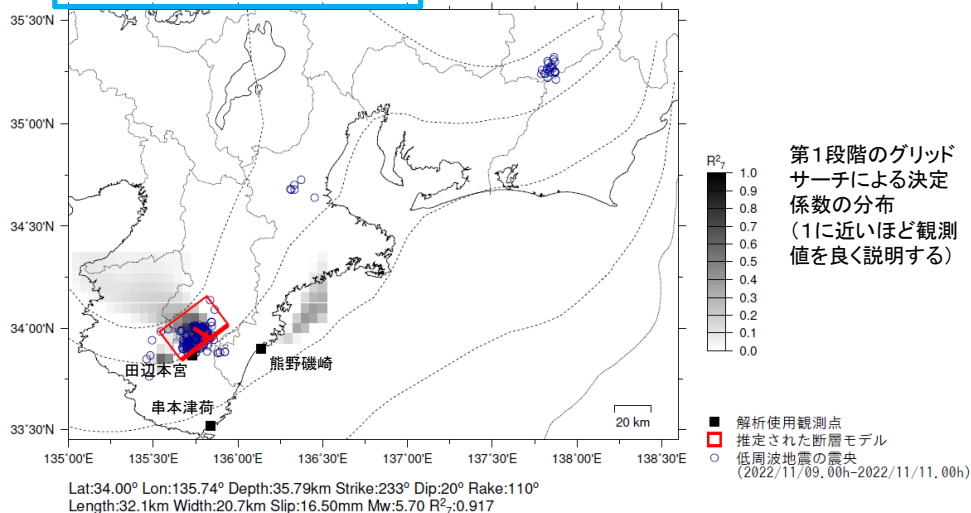 35°30'N
35°00'N
34°30'N
34°00'N
33°30'N
135°00'E
135°30'E
136°00'E
136°30'E
137°00'E
137°30'E
138°00'E
138°30'E
田辺本宮
熊野磯崎
串本津荷
20 km
R²₇
1.0
0.9
0.8
0.7
0.6
0.5
0.4
0.3
0.2
0.1
0.0
第1段階のグリッド
サーチによる決定
係数の分布
(1に近いほど観測
値を良く説明する)
解析使用観測点
推定された断層モデル
低周波地震の震央
(2022/11/09.00h-2022/11/11.00h)
Lat:34.00° Lon:135.74° Depth:35.79km Strike:233° Dip:20° Rake:110°
Length:32.1km Width:20.7km Slip:16.50mm Mw:5.70 R²₇:0.917